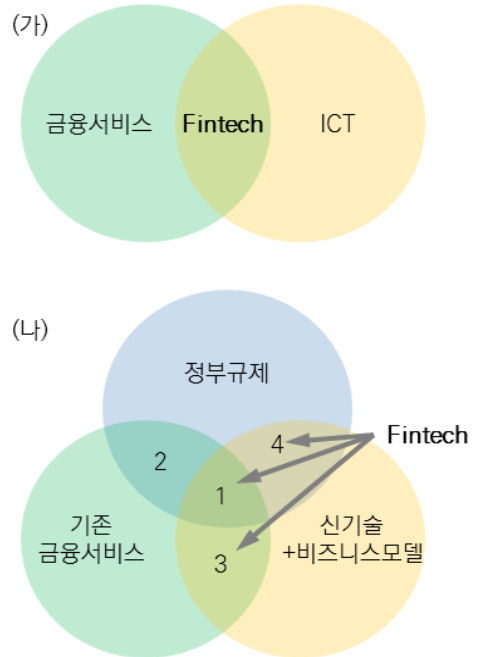 (가)
금융서비스 Fintech ICT
(나)
정부규제
Fintech
4
2
1
기존
금융서비스
신기술
+비즈니스모델
3